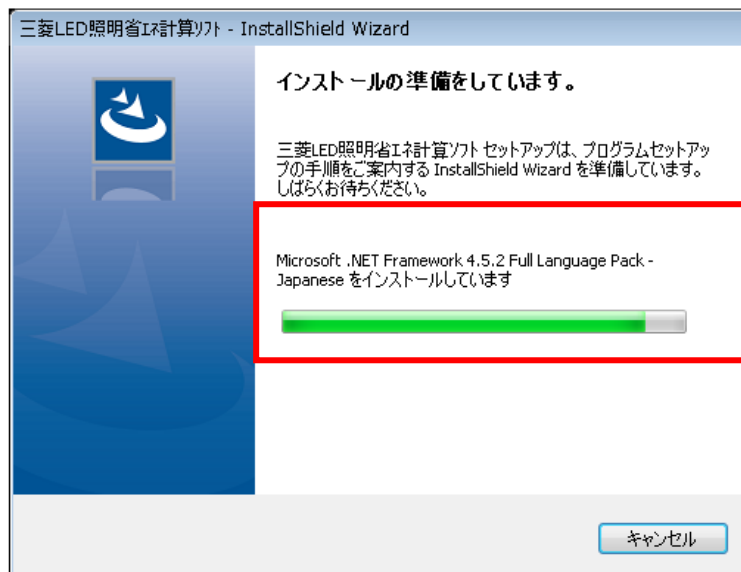 三菱LED照明省ｴﾈ計算ｿﾌﾄ - InstallShield Wizard
インストールの準備をしています。
三菱LED照明省ｴﾈ計算ｿﾌﾄ セットアップは、プログラムセットアッ
プの手順をご案内する InstallShield Wizard を準備しています。
しばらくお待ちください。
Microsoft .NET Framework 4.5.2 Full Language Pack -
Japanese をインストールしています
キャンセル